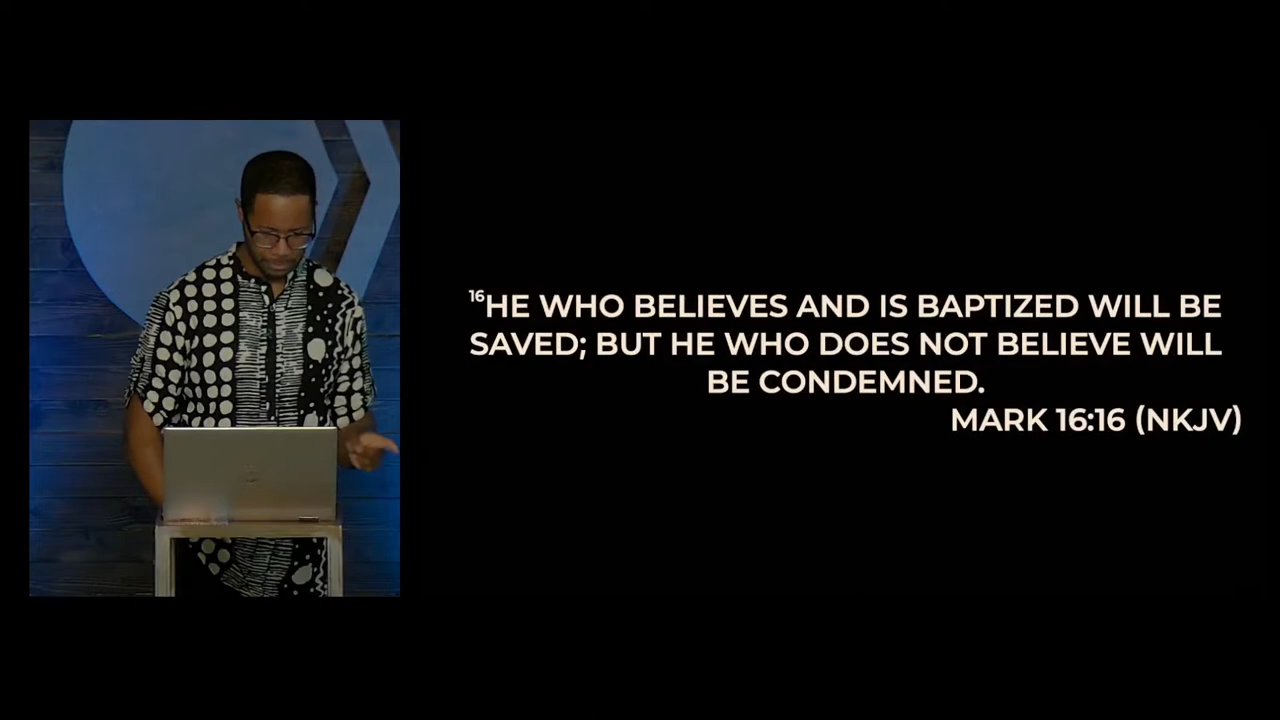 ¹⁶HE WHO BELIEVES AND IS BAPTIZED WILL BE
SAVED; BUT HE WHO DOES NOT BELIEVE WILL
BE CONDEMNED.
MARK 16:16 (NKJV)